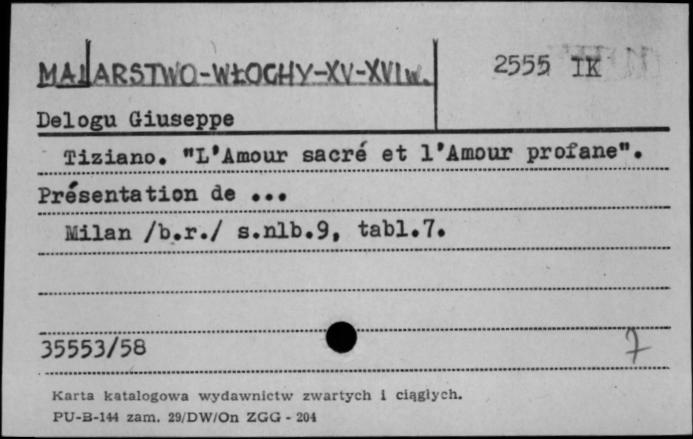 MALARSTWO-WŁOCHY-XV-XVIw.
2555 IK
Delogu Giuseppe
Tiziano. "L'Amour sacré et l'Amour profane".
Présentation de ...
Milan /b.r./ s.nlb.9, tabl.7.
35553/58
7
Karta katalogowa wydawnictw zwartych i ciągłych.
PU-B-144 zam. 29/DW/On ZGG - 204